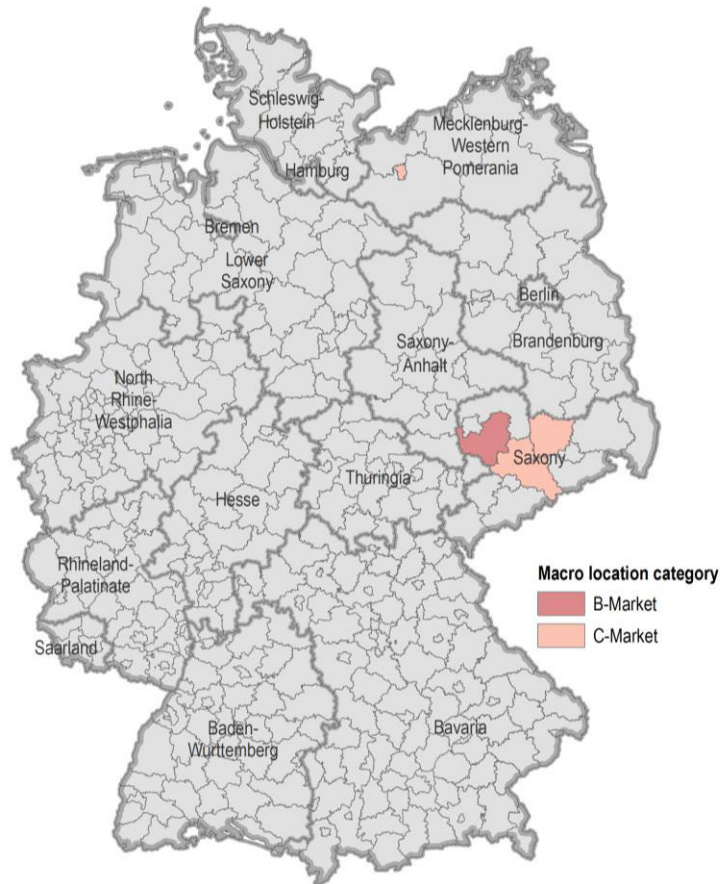 Schleswig-
Holstein
Mecklenburg-
Western
Pomerania
Hamburg
Bremen
Lower
Saxony
Berlin
Saxony-
Anhalt
Brandenburg
North
Rhine-
Westphalia
Saxony
Thuringia
Hesse
Rhineland-
Palatinate
Macro location category
B-Market
C-Market
Saarland
Baden-
Wurttemberg
Bavaria